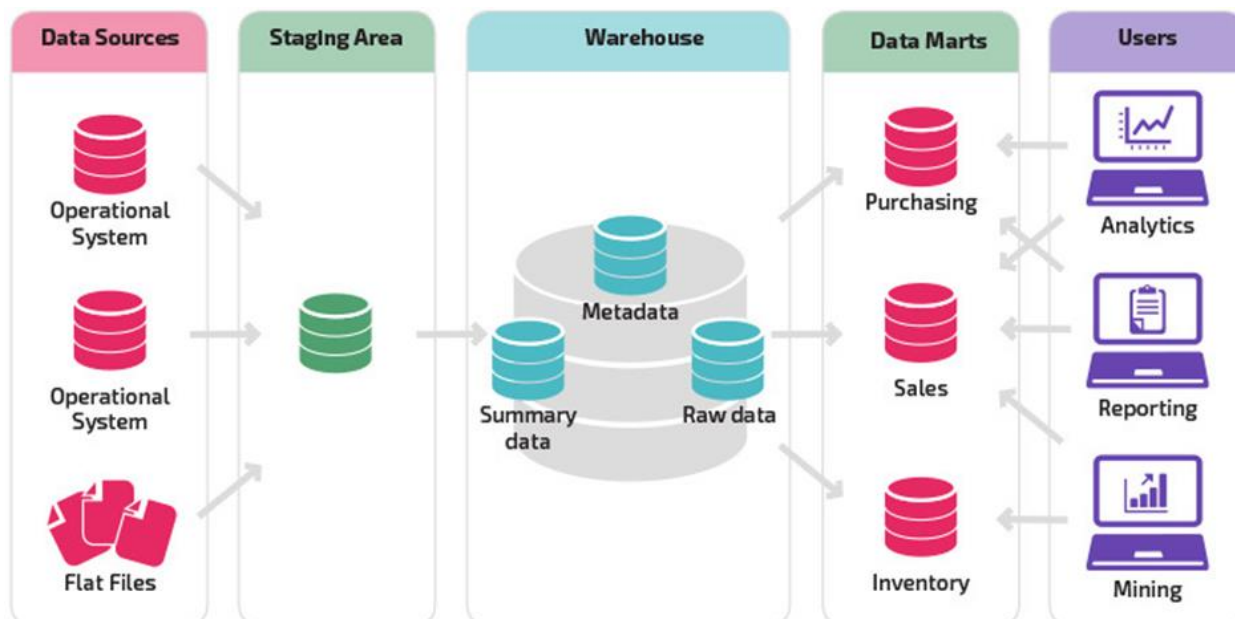 Data Sources
Staging Area
Warehouse
Data Marts
Users
Operational
System
Operational
System
Flat Files
Metadata
Summary
data
Raw data
Purchasing
Sales
Inventory
Analytics
Reporting
Mining